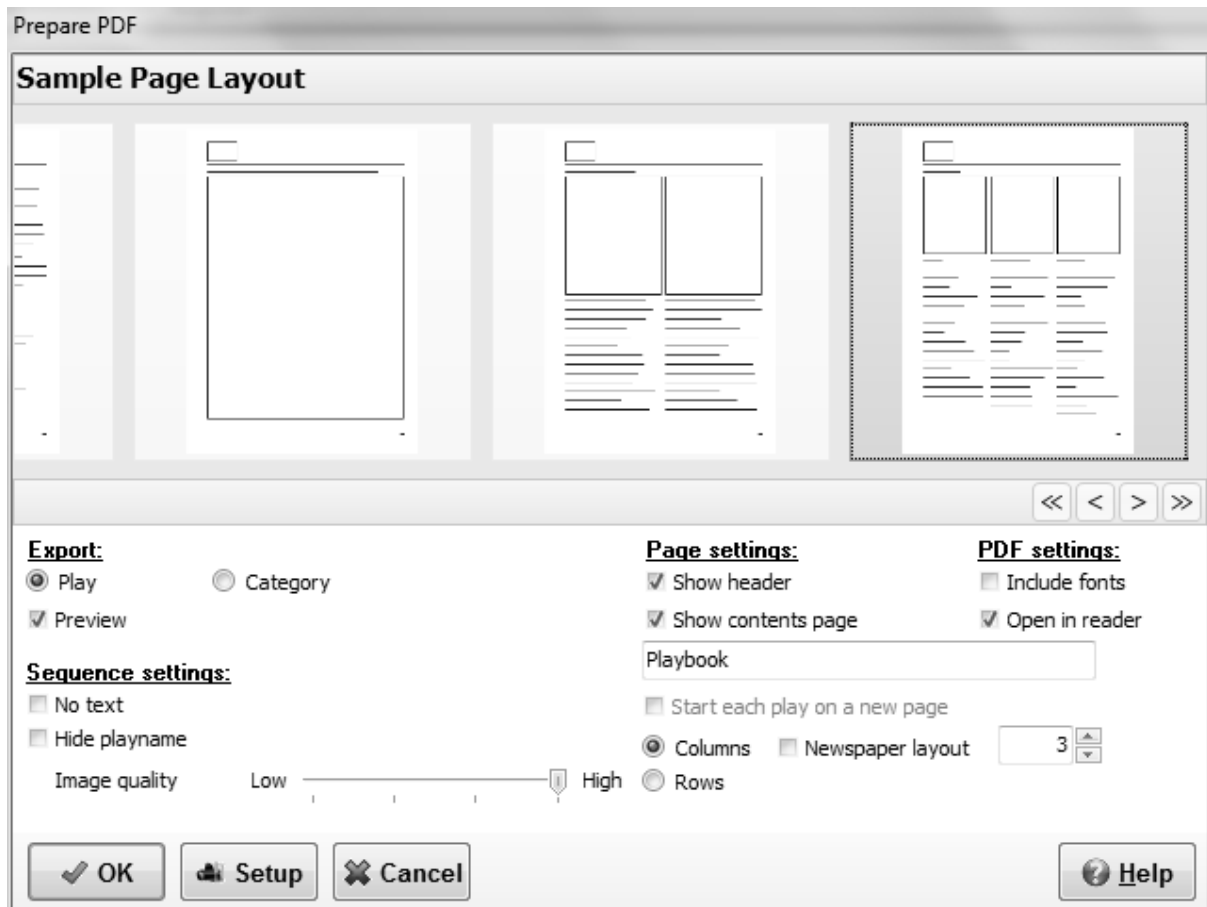 Prepare PDF
Sample Page Layout
Export:
Play Category
Preview
Sequence settings:
No text
Hide playname
Image quality Low High
Page settings:
Show header
Show contents page
Playbook
Start each play on a new page
Columns Newspaper layout 3
Rows
PDF settings:
Include fonts
Open in reader
OK Setup Cancel Help